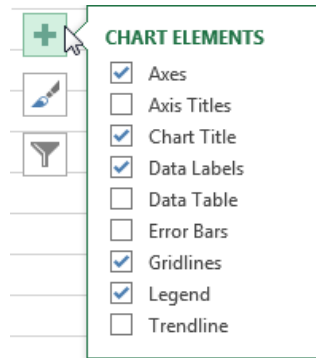 CHART ELEMENTS
Axes
Axis Titles
Chart Title
Data Labels
Data Table
Error Bars
Gridlines
Legend
Trendline